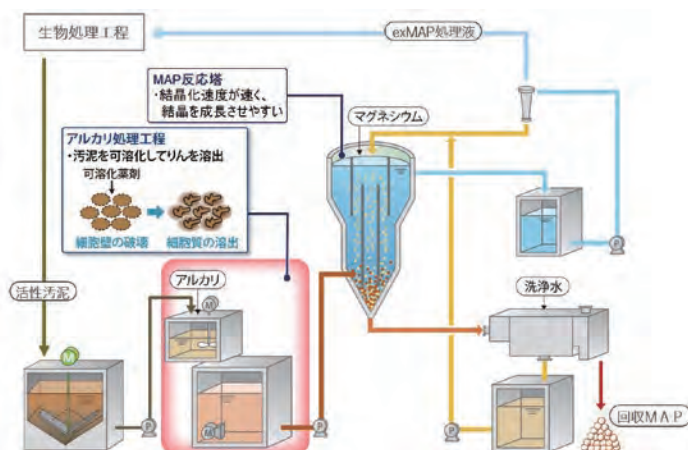 生物処理工程
exMAP処理液
MAP反応塔
・結晶化速度が速く、
結晶を成長させやすい
マグネシウム
アルカリ処理工程
・汚泥を可溶化してりんを溶出
可溶化薬剤
細胞壁の破壊
細胞質の溶出
活性汚泥
アルカリ
洗浄水
M
M
M
P
P
P
P
回収MAP